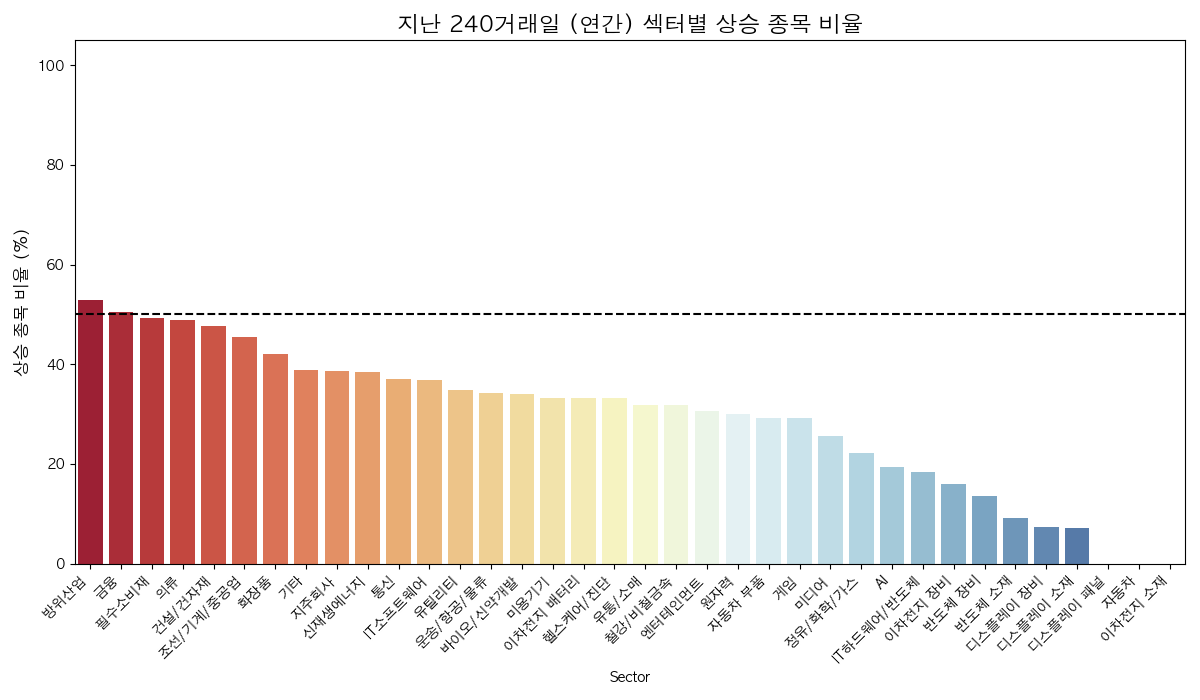 지난 240거래일 (연간) 섹터별 상승 종목 비율
상승 종목 비율 (%)
100
80
60
40
20
0
방위산업
금융
필수소비재
의류
건설/건자재
조선/기계/중공업
화장품
기타
지주회사
신재생에너지
통신
IT소프트웨어
유틸리티
운송/항공/물류
바이오/신약개발
미용기기
이차전지 배터리
헬스케어/진단
유통/소매
철강/비철금속
엔터테인먼트
원자력
자동차 부품
게임
미디어
정유/화학/가스
AI
IT하드웨어/반도체
이차전지 장비
반도체 장비
반도체 소재
디스플레이 장비
디스플레이 소재
디스플레이 패널
자동차
이차전지 소재
Sector